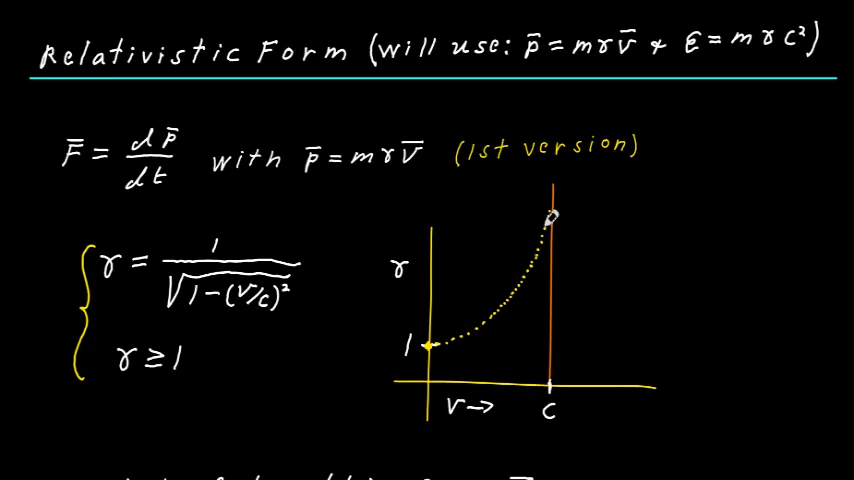 Relativistic Form (will use: p̄ = mγv̄ & E = mγc²)
F̄ = dp̄/dt with p̄ = mγv̄ (1st version)
γ = 1/√(1-(v/c)²)
γ ≥ 1
γ
1
v→ c